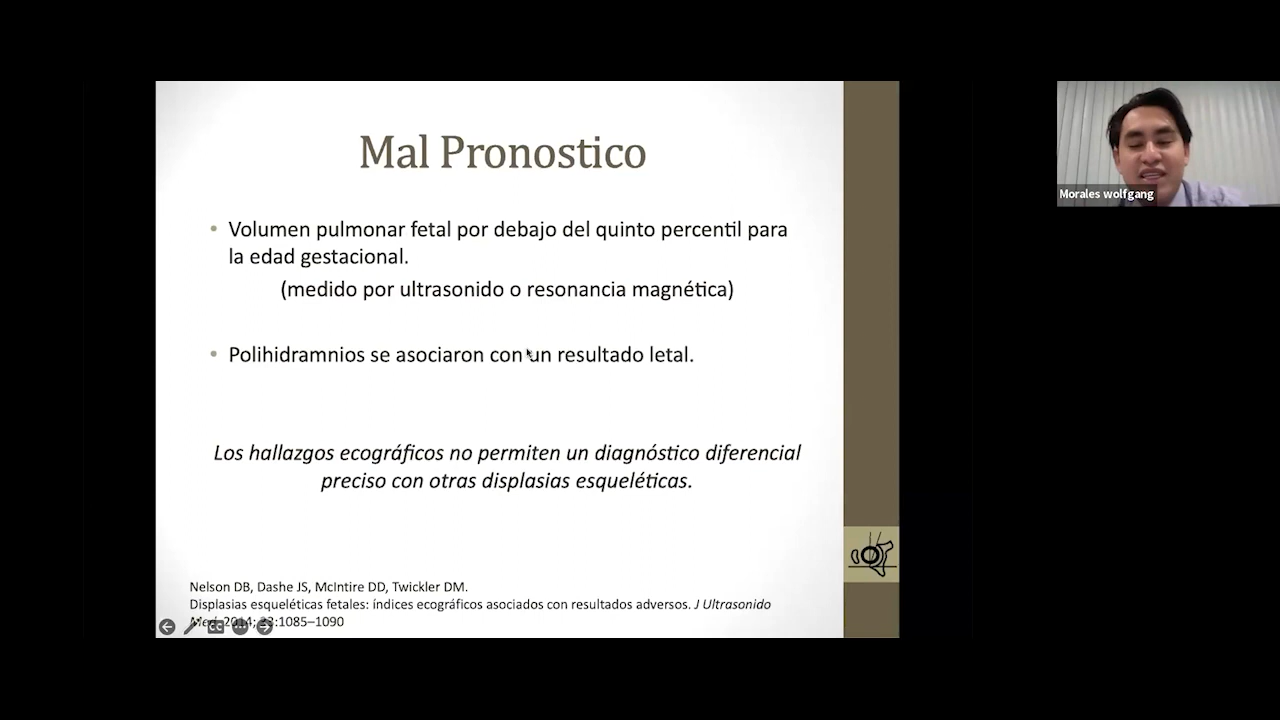 Mal Pronostico
• Volumen pulmonar fetal por debajo del quinto percentil para
la edad gestacional.
(medido por ultrasonido o resonancia magnética)
• Polihidramnios se asociaron con un resultado letal.
Los hallazgos ecográficos no permiten un diagnóstico diferencial
preciso con otras displasias esqueléticas.
Nelson DB, Dashe JS, McIntire DD, Twickler DM.
Displasias esqueléticas fetales: índices ecográficos asociados con resultados adversos. J Ultrasonido
2014; :1085–1090
CC
Morales wolfgang